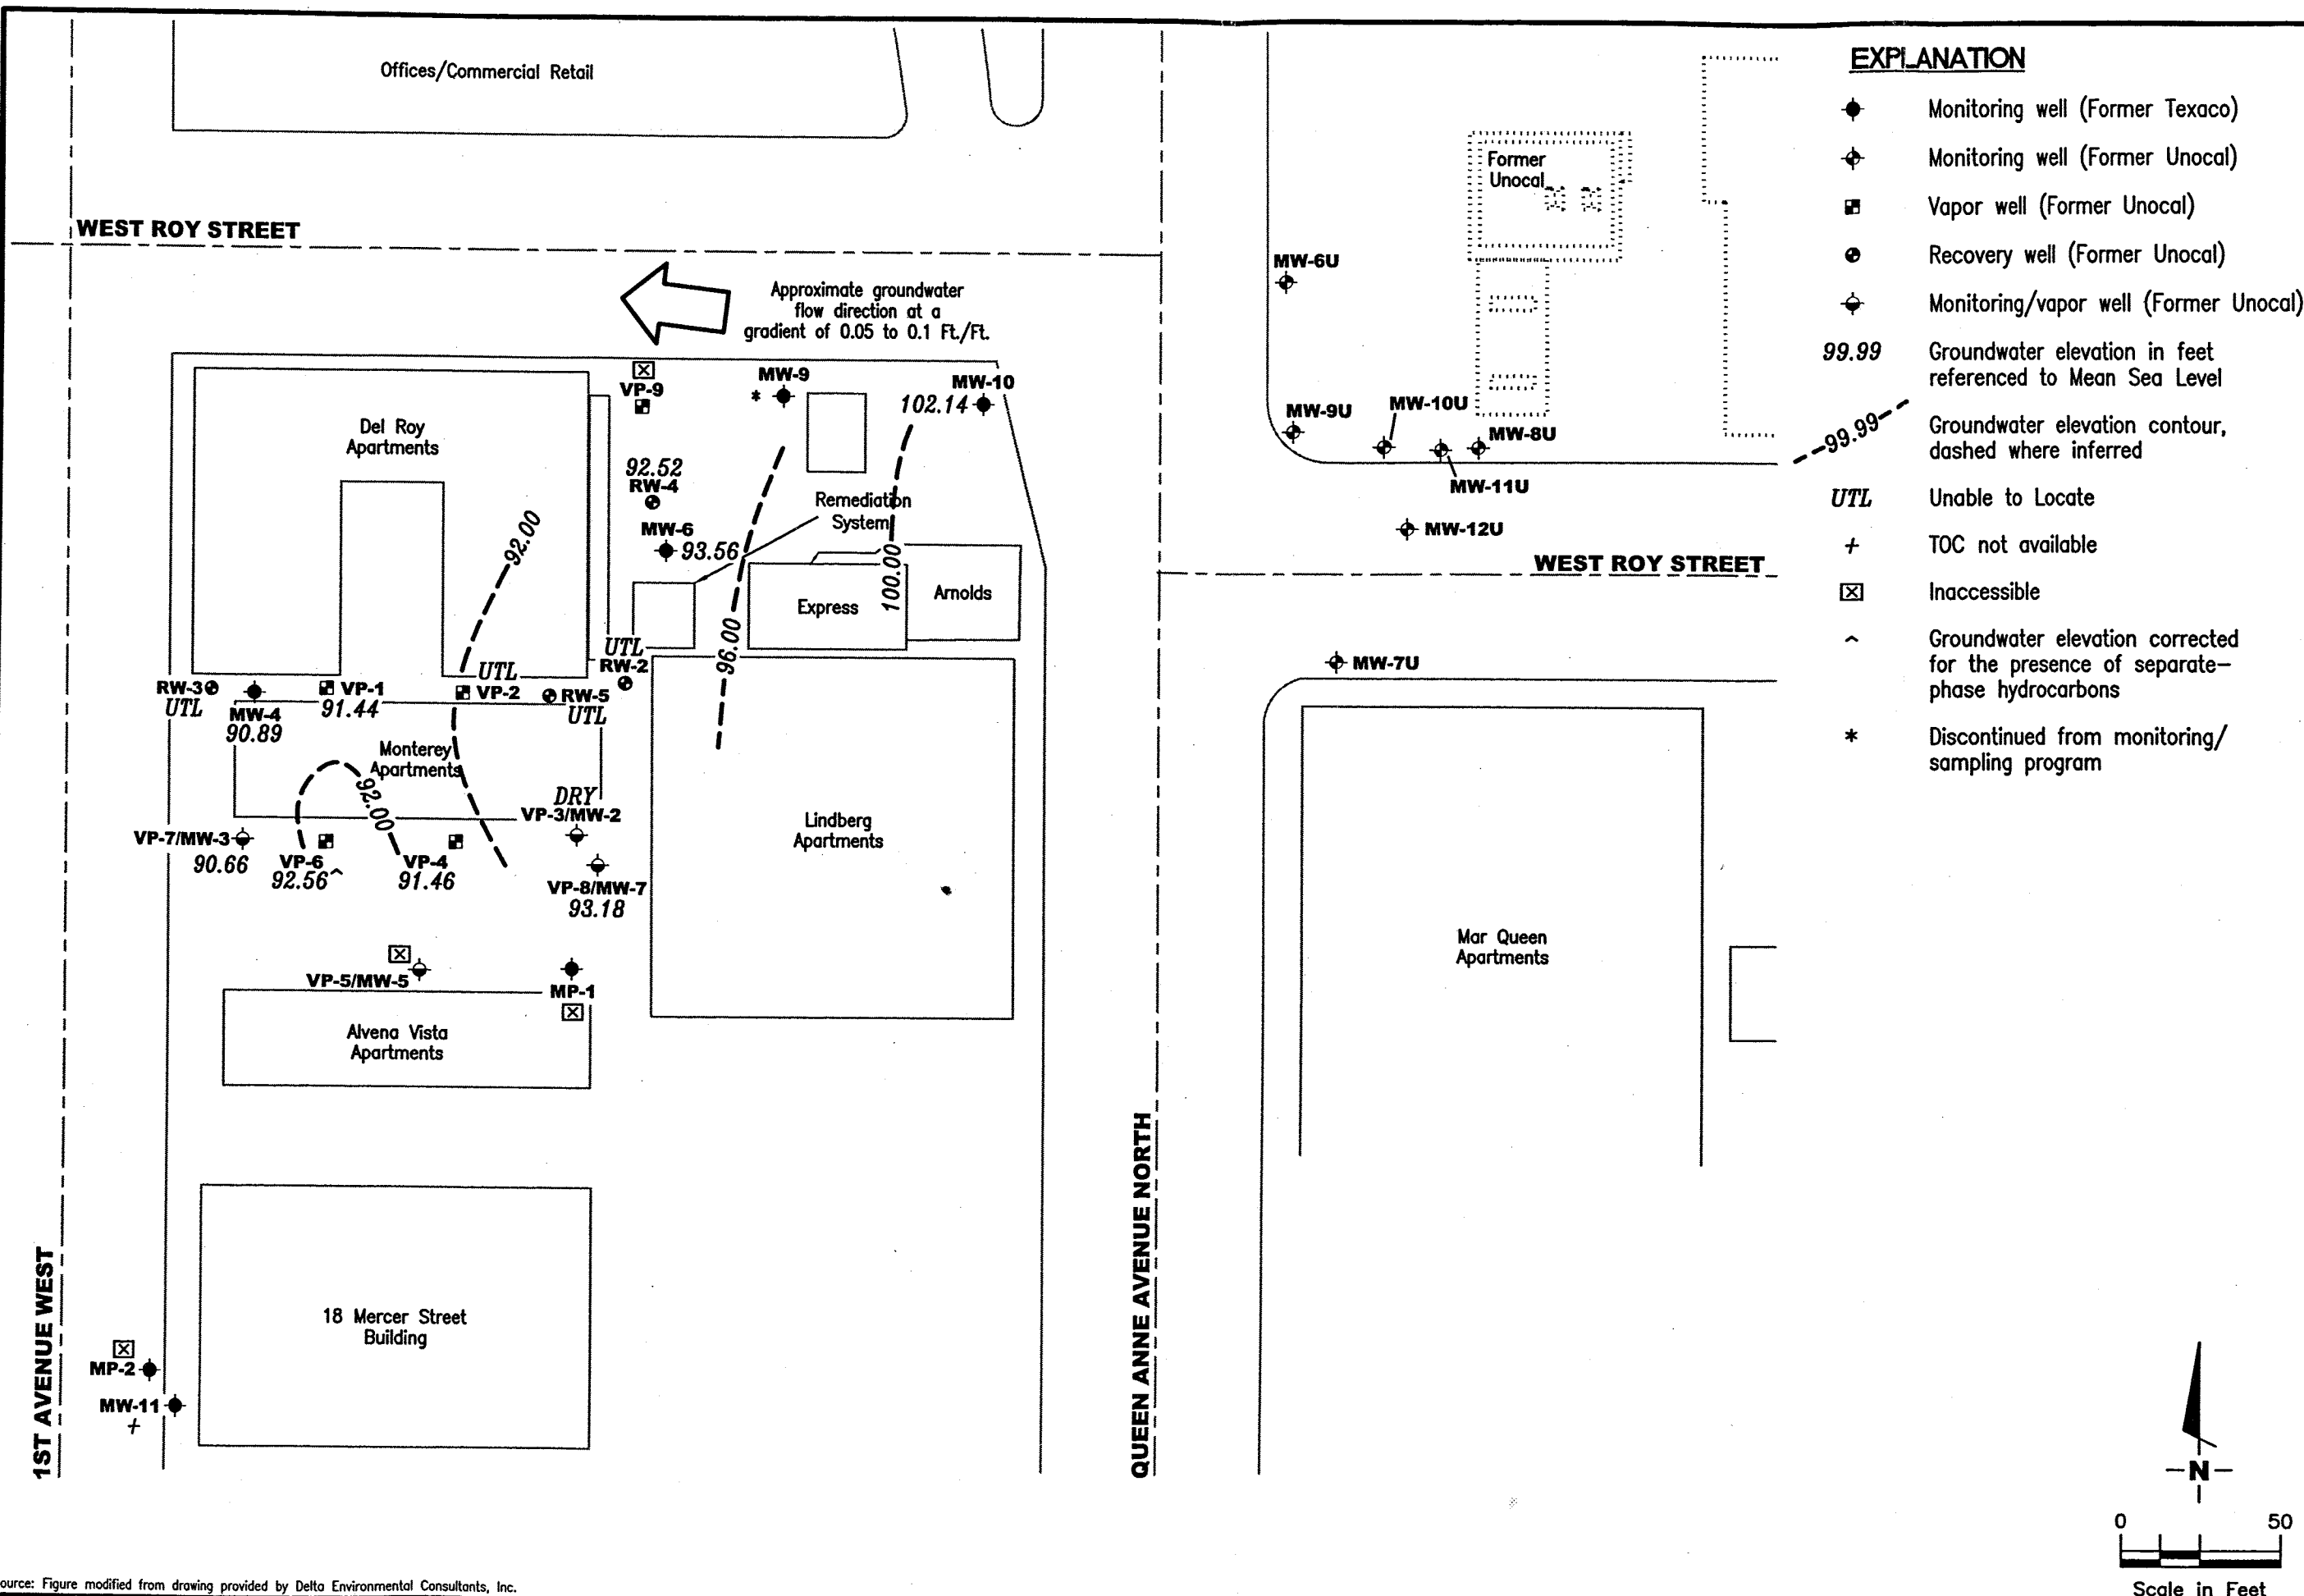 Offices/Commercial Retail
WEST ROY STREET
Approximate groundwater
flow direction at a
gradient of 0.05 to 0.1 Ft./Ft.
Former
Unocal
MW-6U
MW-9U
MW-10U
MW-8U
MW-11U
MW-12U
WEST ROY STREET
MW-7U
VP-9
MW-9
*
MW-10
102.14
Del Roy
Apartments
92.52
RW-4
MW-6
93.56
Remediation
System
92.00
96.00
100.00
Express
Arnolds
UTL
RW-2
UTL
VP-2
RW-5
UTL
RW-3
UTL
MW-4
90.89
VP-1
91.44
Monterey
Apartments
92.00
DRY
VP-3/MW-2
VP-7/MW-3
90.66
VP-6
92.56^
VP-4
91.46
VP-8/MW-7
93.18
Lindberg
Apartments
VP-5/MW-5
MP-1
Alvena Vista
Apartments
Mar Queen
Apartments
18 Mercer Street
Building
MP-2
MW-11
+
1ST AVENUE WEST
QUEEN ANNE AVENUE NORTH
EXPLANATION
Monitoring well (Former Texaco)
Monitoring well (Former Unocal)
Vapor well (Former Unocal)
Recovery well (Former Unocal)
Monitoring/vapor well (Former Unocal)
99.99 Groundwater elevation in feet
referenced to Mean Sea Level
99.99 Groundwater elevation contour,
dashed where inferred
UTL Unable to Locate
+ TOC not available
Inaccessible
^ Groundwater elevation corrected
for the presence of separate-
phase hydrocarbons
* Discontinued from monitoring/
sampling program
N
0 50
Scale in Feet
ource: Figure modified from drawing provided by Delta Environmental Consultants, Inc.